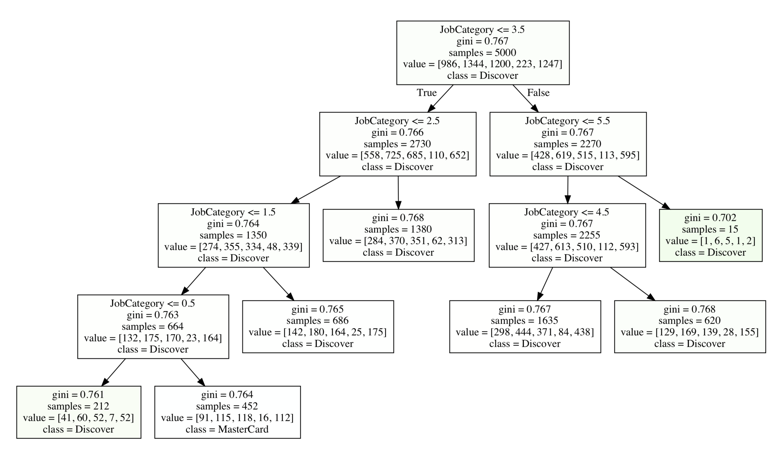 JobCategory <= 3.5
gini = 0.767
samples = 5000
value = [986, 1344, 1200, 223, 1247]
class = Discover
True
False
JobCategory <= 2.5
gini = 0.766
samples = 2730
value = [558, 725, 685, 110, 652]
class = Discover
JobCategory <= 5.5
gini = 0.767
samples = 2270
value = [428, 619, 515, 113, 595]
class = Discover
JobCategory <= 1.5
gini = 0.764
samples = 1350
value = [274, 355, 334, 48, 339]
class = Discover
gini = 0.768
samples = 1380
value = [284, 370, 351, 62, 313]
class = Discover
JobCategory <= 4.5
gini = 0.767
samples = 2255
value = [427, 613, 510, 112, 593]
class = Discover
gini = 0.702
samples = 15
value = [1, 6, 5, 1, 2]
class = Discover
JobCategory <= 0.5
gini = 0.763
samples = 664
value = [132, 175, 170, 23, 164]
class = Discover
gini = 0.765
samples = 686
value = [142, 180, 164, 25, 175]
class = Discover
gini = 0.767
samples = 1635
value = [298, 444, 371, 84, 438]
class = Discover
gini = 0.768
samples = 620
value = [129, 169, 139, 28, 155]
class = Discover
gini = 0.761
samples = 212
value = [41, 60, 52, 7, 52]
class = Discover
gini = 0.764
samples = 452
value = [91, 115, 118, 16, 112]
class = MasterCard